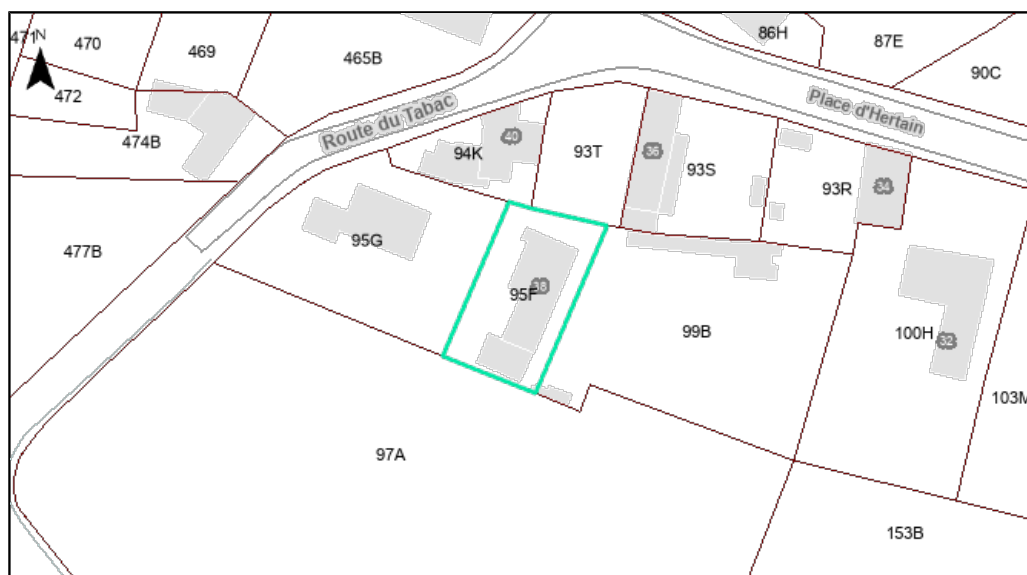 471
N
470
469
465B
86H
87E
90C
472
474B
Route du Tabac
Place d'Hertain
40
94K
93T
36
93S
93R
34
477B
95G
38
95F
99B
100H
32
103M
97A
153B